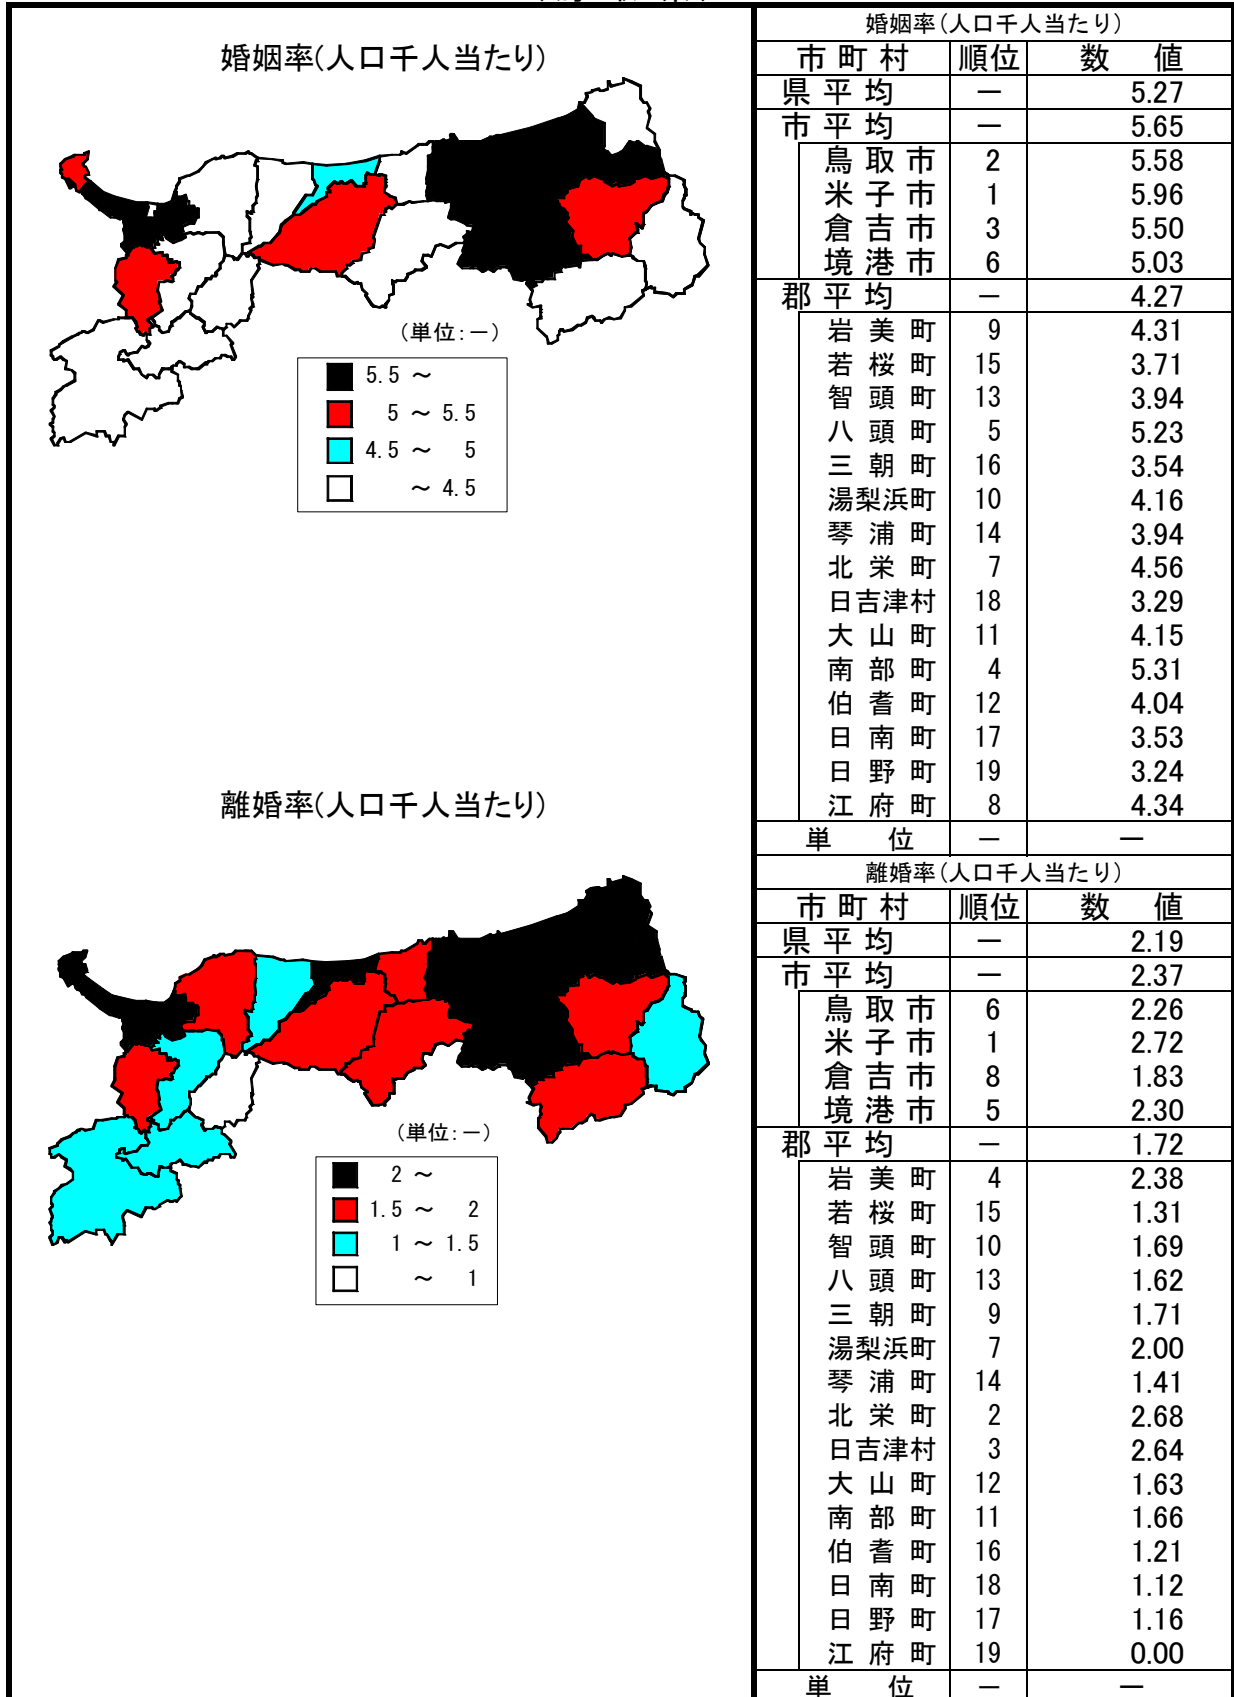 婚姻率(人口千人当たり)
(単位:－)
5.5 ～
5 ～ 5.5
4.5 ～ 5
～ 4.5
婚姻率(人口千人当たり)
市町村 順位 数 値
県平均 － 5.27
市平均 － 5.65
鳥取市 2 5.58
米子市 1 5.96
倉吉市 3 5.50
境港市 6 5.03
郡平均 － 4.27
岩美町 9 4.31
若桜町 15 3.71
智頭町 13 3.94
八頭町 5 5.23
三朝町 16 3.54
湯梨浜町 10 4.16
琴浦町 14 3.94
北栄町 7 4.56
日吉津村 18 3.29
大山町 11 4.15
南部町 4 5.31
伯耆町 12 4.04
日南町 17 3.53
日野町 19 3.24
江府町 8 4.34
単位 － －
離婚率(人口千人当たり)
(単位:－)
2 ～
1.5 ～ 2
1 ～ 1.5
～ 1
離婚率(人口千人当たり)
市町村 順位 数 値
県平均 － 2.19
市平均 － 2.37
鳥取市 6 2.26
米子市 1 2.72
倉吉市 8 1.83
境港市 5 2.30
郡平均 － 1.72
岩美町 4 2.38
若桜町 15 1.31
智頭町 10 1.69
八頭町 13 1.62
三朝町 9 1.71
湯梨浜町 7 2.00
琴浦町 14 1.41
北栄町 2 2.68
日吉津村 3 2.64
大山町 12 1.63
南部町 11 1.66
伯耆町 16 1.21
日南町 18 1.12
日野町 17 1.16
江府町 19 0.00
単位 － －